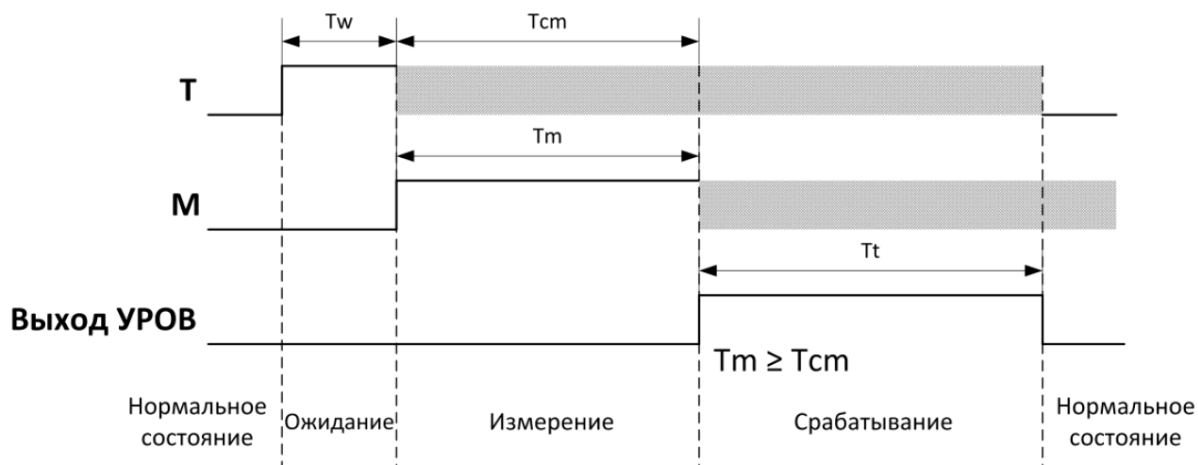 Tw
Tcm
T
Tm
M
Tt
Выход УРОВ
Tm ≥ Tcm
Нормальное
состояние
Ожидание
Измерение
Срабатывание
Нормальное
состояние